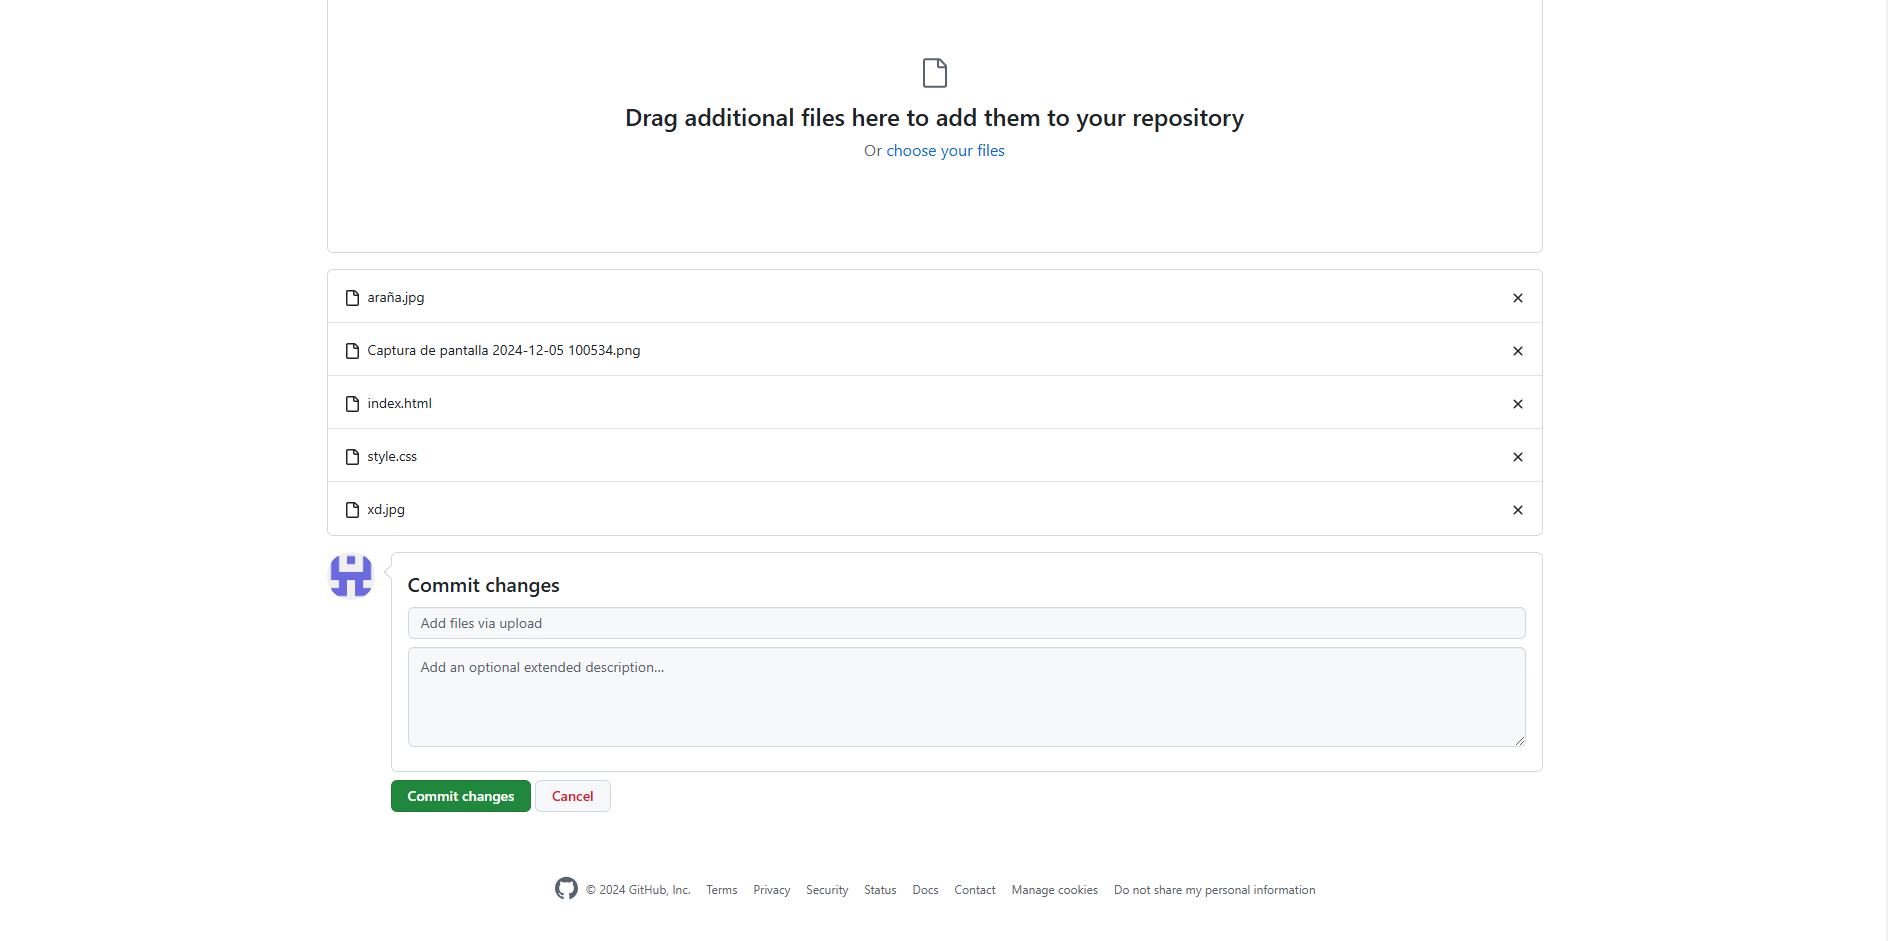 Drag additional files here to add them to your repository
Or choose your files
araña.jpg
Captura de pantalla 2024-12-05 100534.png
index.html
style.css
xd.jpg
Commit changes
Add files via upload
Add an optional extended description...
Commit changes Cancel
© 2024 GitHub, Inc. Terms Privacy Security Status Docs Contact Manage cookies Do not share my personal information